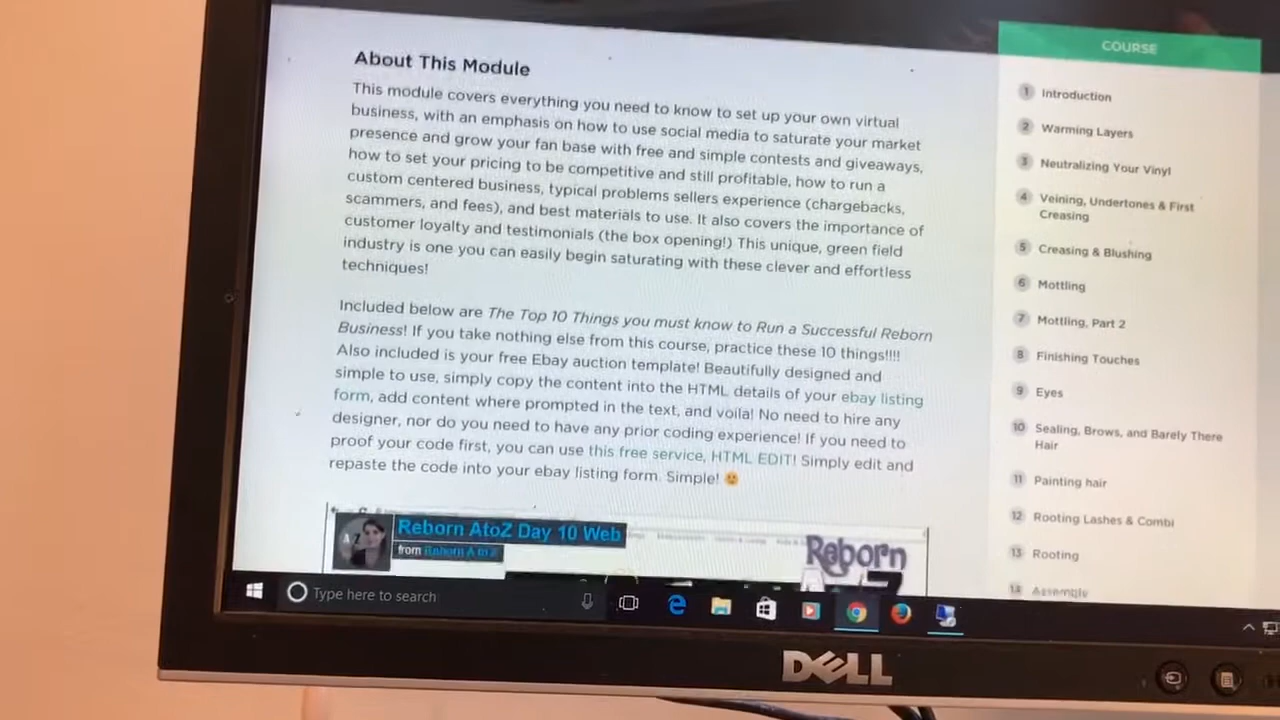 About This Module
This module covers everything you need to know to set up your own virtual
business, with an emphasis on how to use social media to saturate your market
presence and grow your fan base with free and simple contests and giveaways,
how to set your pricing to be competitive and still profitable, how to run a
custom centered business, typical problems sellers experience (chargebacks,
scammers, and fees), and best materials to use. It also covers the importance of
customer loyalty and testimonials (the box opening!) This unique, green field
industry is one you can easily begin saturating with these clever and effortless
techniques!
Included below are The Top 10 Things you must know to Run a Successful Reborn
Business! If you take nothing else from this course, practice these 10 things!!!!
Also included is your free Ebay auction template! Beautifully designed and
simple to use, simply copy the content into the HTML details of your ebay listing
form, add content where prompted in the text, and voila! No need to hire any
designer, nor do you need to have any prior coding experience! If you need to
proof your code first, you can use this free service, HTML EDIT! Simply edit and
repaste the code into your ebay listing form. Simple!
Reborn AtoZ Day 10 Web
from Reborn A to Z
A Z
Reborn
Z
COURSE
1 Introduction
2 Warming Layers
3 Neutralizing Your Vinyl
4 Veining, Undertones & First
Creasing
5 Creasing & Blushing
6 Mottling
7 Mottling, Part 2
8 Finishing Touches
9 Eyes
10 Sealing, Brows, and Barely There
Hair
11 Painting hair
12 Rooting Lashes & Combi
13 Rooting
14 Assemble
Type here to search
DELL